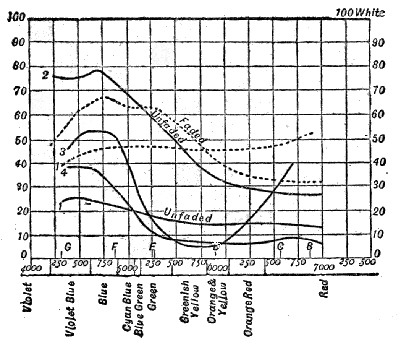 100 100 White
90 90
80 80
2
70 70
60 60
Faded
Unfaded
50 50
3
40 40
1
4
30 30
1
Unfaded
20 20
10 10
G F E C B
0 0
4000 250 500 750 5000 250 500 750 6000 250 500 750 7000 250 500
Violet
Violet Blue
Blue
Cyan Blue
Blue Green
Green
Greenish Yellow
Orange & Yellow
Orange Red
Red